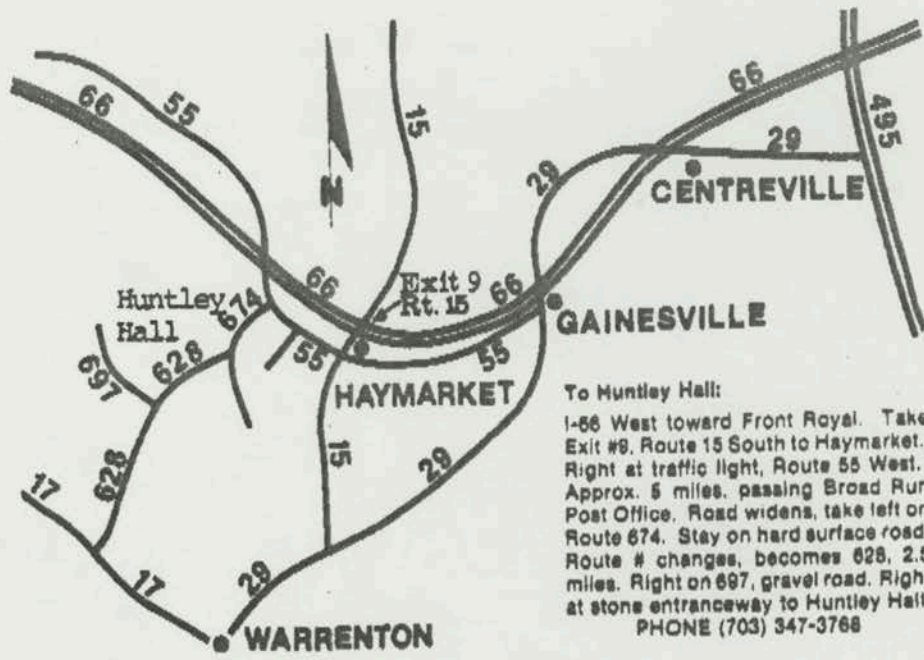 66
55
66
15
29
495
N
29
CENTREVILLE
66
Exit 9
Rt. 15
66
GAINESVILLE
Huntley
Hall
674
55
55
HAYMARKET
628
697
15
29
628
17
17
29
WARRENTON
To Huntley Hall:
I-66 West toward Front Royal. Take
Exit #9, Route 15 South to Haymarket.
Right at traffic light, Route 55 West.
Approx. 5 miles, passing Broad Run
Post Office. Road widens, take left on
Route 674. Stay on hard surface road
Route # changes, becomes 628, 2.5
miles. Right on 697, gravel road. Right
at stone entranceway to Huntley Hall
PHONE (703) 347-3768